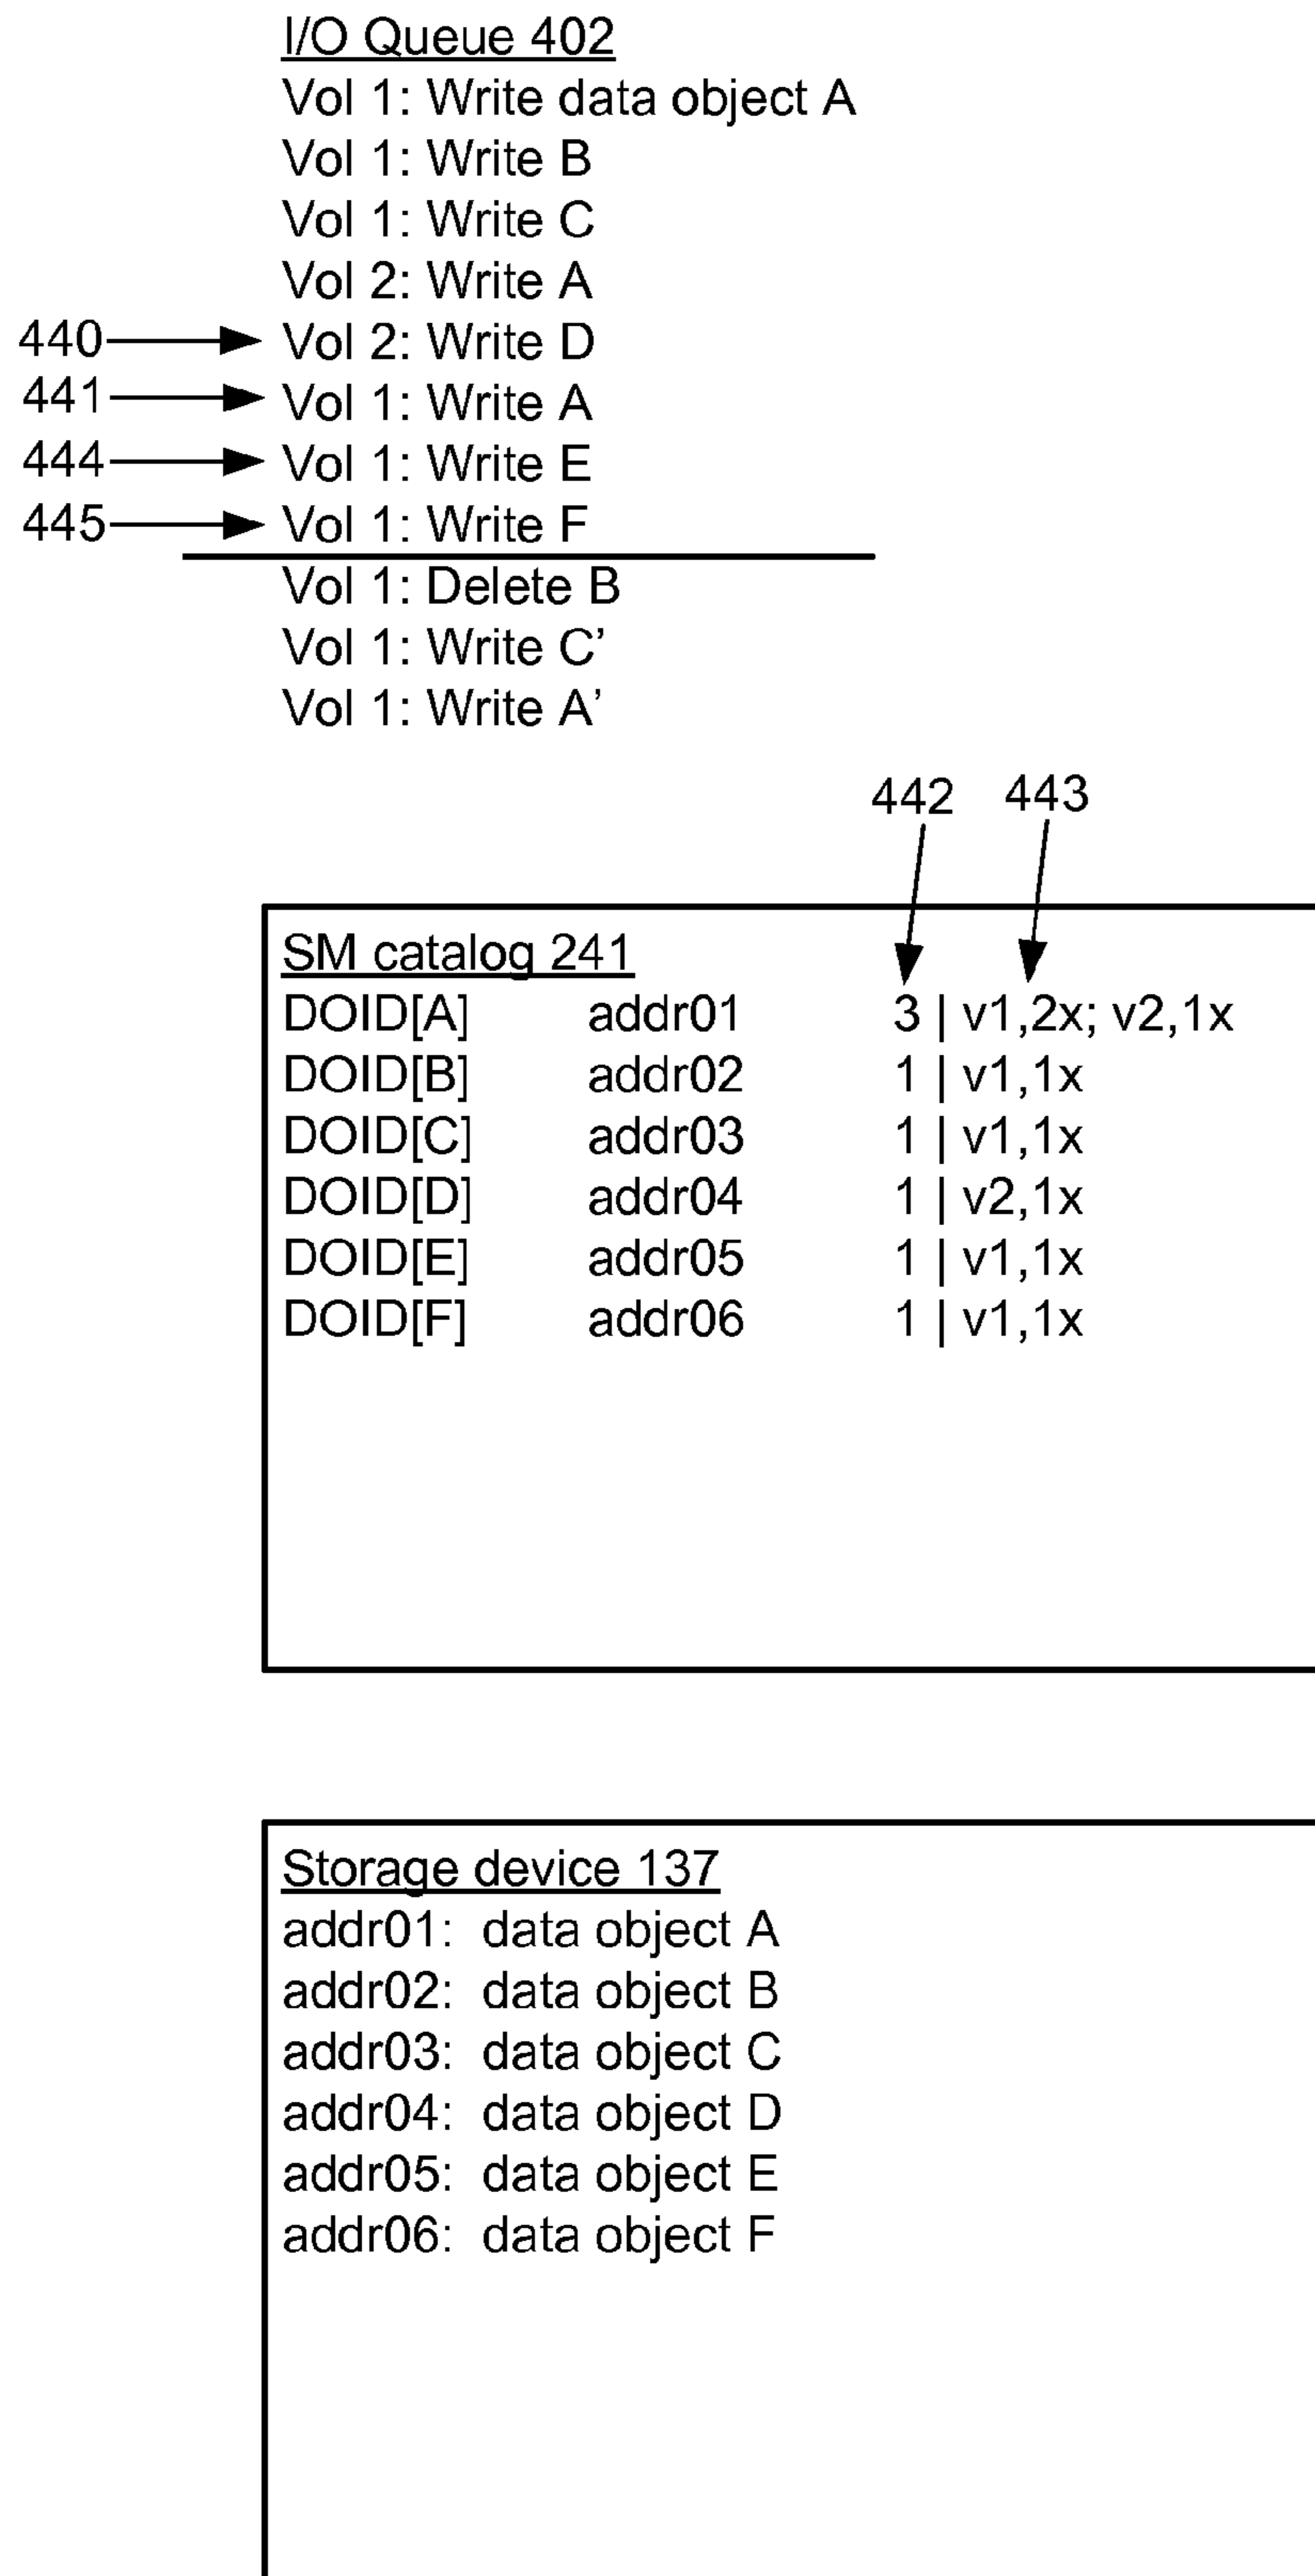 I/O Queue 402
Vol 1: Write data object A
Vol 1: Write B
Vol 1: Write C
Vol 2: Write A
440 Vol 2: Write D
441 Vol 1: Write A
444 Vol 1: Write E
445 Vol 1: Write F
Vol 1: Delete B
Vol 1: Write C’
Vol 1: Write A’
442 443
SM catalog 241
DOID[A] addr01 3 | v1,2x; v2,1x
DOID[B] addr02 1 | v1,1x
DOID[C] addr03 1 | v1,1x
DOID[D] addr04 1 | v2,1x
DOID[E] addr05 1 | v1,1x
DOID[F] addr06 1 | v1,1x
Storage device 137
addr01: data object A
addr02: data object B
addr03: data object C
addr04: data object D
addr05: data object E
addr06: data object F